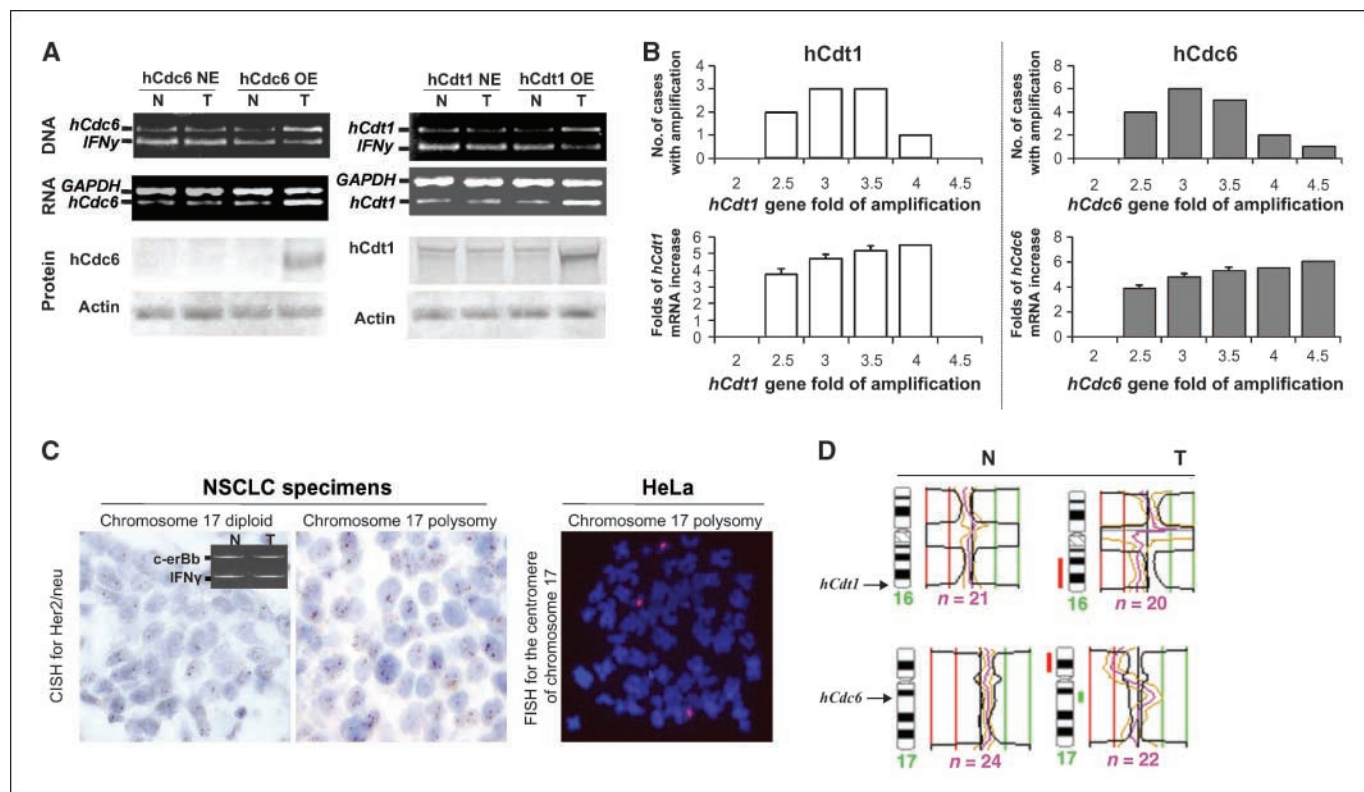 A
hCdc6 NE hCdc6 OE
N T N T
DNA
hCdc6
IFNγ
RNA
GAPDH
hCdc6
Protein
hCdc6
Actin
hCdt1 NE hCdt1 OE
N T N T
hCdt1
IFNγ
GAPDH
hCdt1
hCdt1
Actin
B
hCdt1
No. of cases
with amplification
4
3
2
1
0
2 2.5 3 3.5 4 4.5
hCdt1 gene fold of amplification
Folds of hCdt1
mRNA increase
6
5
4
3
2
1
0
2 2.5 3 3.5 4 4.5
hCdt1 gene fold of amplification
hCdc6
No. of cases
with amplification
8
6
4
2
0
2 2.5 3 3.5 4 4.5
hCdc6 gene fold of amplification
Folds of hCdc6
mRNA increase
8
6
4
2
0
2 2.5 3 3.5 4 4.5
hCdc6 gene fold of amplification
C
NSCLC specimens
Chromosome 17 diploid Chromosome 17 polysomy
CISH for Her2/neu
N T
c-erBb
IFNγ
HeLa
Chromosome 17 polysomy
FISH for the centromere
of chromosome 17
D
N T
hCdt1
16 n = 21 16 n = 20
hCdc6
17 n = 24 17 n = 22